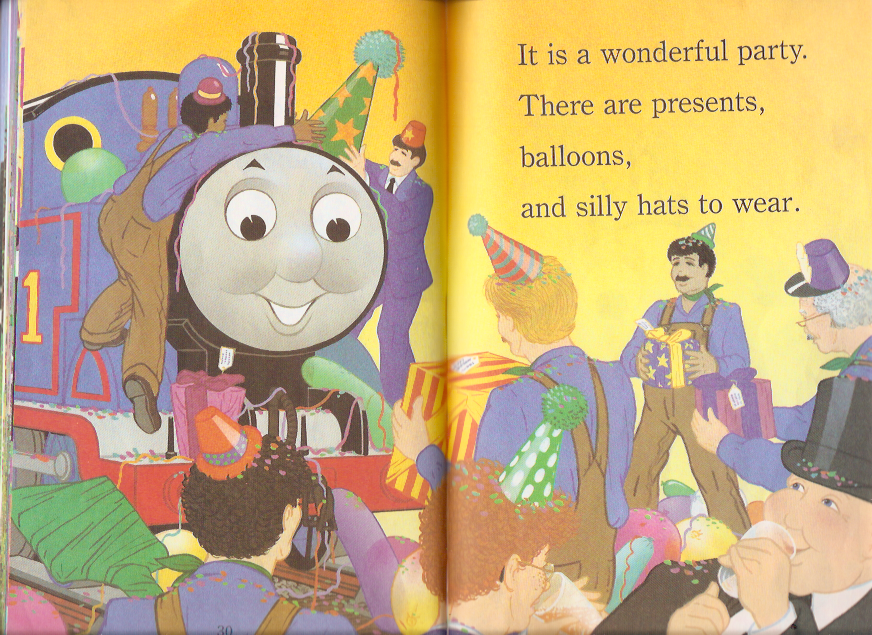 It is a wonderful party.
There are presents,
balloons,
and silly hats to wear.
1
30